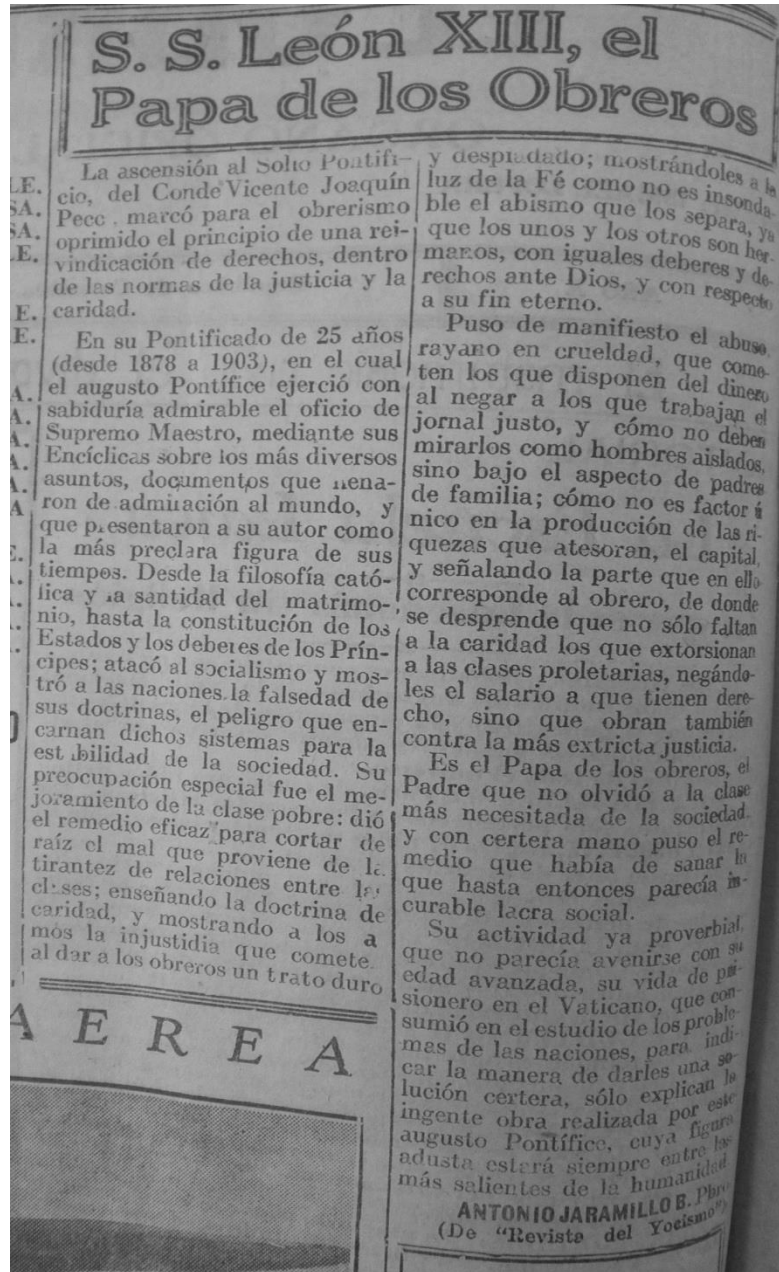 S. S. León XIII, el
Papa de los Obreros
La ascensión al Solio Pontifi-
cio, del Conde Vicente Joaquín
Pecc . marcó para el obrerismo
oprimido el principio de una rei-
vindicación de derechos, dentro
de las normas de la justicia y la
caridad.
En su Pontificado de 25 años
(desde 1878 a 1903), en el cual
el augusto Pontífice ejerció con
sabiduría admirable el oficio de
Supremo Maestro, mediante sus
Encíclicas sobre los más diversos
asuntos, documentos que llena-
ron de admiración al mundo, y
que presentaron a su autor como
la más preclara figura de sus
tiempos. Desde la filosofía cató-
lica y la santidad del matrimo-
nio, hasta la constitución de los
Estados y los deberes de los Prín-
cipes; atacó al socialismo y mos-
tró a las naciones la falsedad de
sus doctrinas, el peligro que en-
carnan dichos sistemas para la
estabilidad de la sociedad. Su
preocupación especial fue el me-
joramiento de la clase pobre: dió
el remedio eficaz para cortar de
raíz el mal que proviene de la
tirantez de relaciones entre las
clases; enseñando la doctrina de
caridad, y mostrando a los a
mos la injustidia que comete
al dar a los obreros un trato duro
y despiadado; mostrándoles a la
luz de la Fé como no es insonda-
ble el abismo que los separa, ya
que los unos y los otros son her-
manos, con iguales deberes y de-
rechos ante Dios, y con respecto
a su fin eterno.
Puso de manifiesto el abuso,
rayano en crueldad, que come-
ten los que disponen del dinero
al negar a los que trabajan el
jornal justo, y cómo no deben
mirarlos como hombres aislados,
sino bajo el aspecto de padres
de familia; cómo no es factor ú
nico en la producción de las ri-
quezas que atesoran, el capital,
y señalando la parte que en ello
corresponde al obrero, de donde
se desprende que no sólo faltan
a la caridad los que extorsionan
a las clases proletarias, negándo-
les el salario a que tienen dere-
cho, sino que obran también
contra la más extricta justicia.
Es el Papa de los obreros, el
Padre que no olvidó a la clase
más necesitada de la sociedad,
y con certera mano puso el re-
medio que había de sanar la
que hasta entonces parecía in-
curable lacra social.
Su actividad ya proverbial,
que no parecía avenirse con su
edad avanzada, su vida de pri-
sionero en el Vaticano, que con-
sumió en el estudio de los proble-
mas de las naciones, para indi-
car la manera de darles una so-
lución certera, sólo explican la
ingente obra realizada por este
augusto Pontífice, cuya figura
adusta estará siempre entre las
más salientes de la humanidad.
ANTONIO JARAMILLO B. Pbro.
(De "Revista del Yocismo")
AEREA